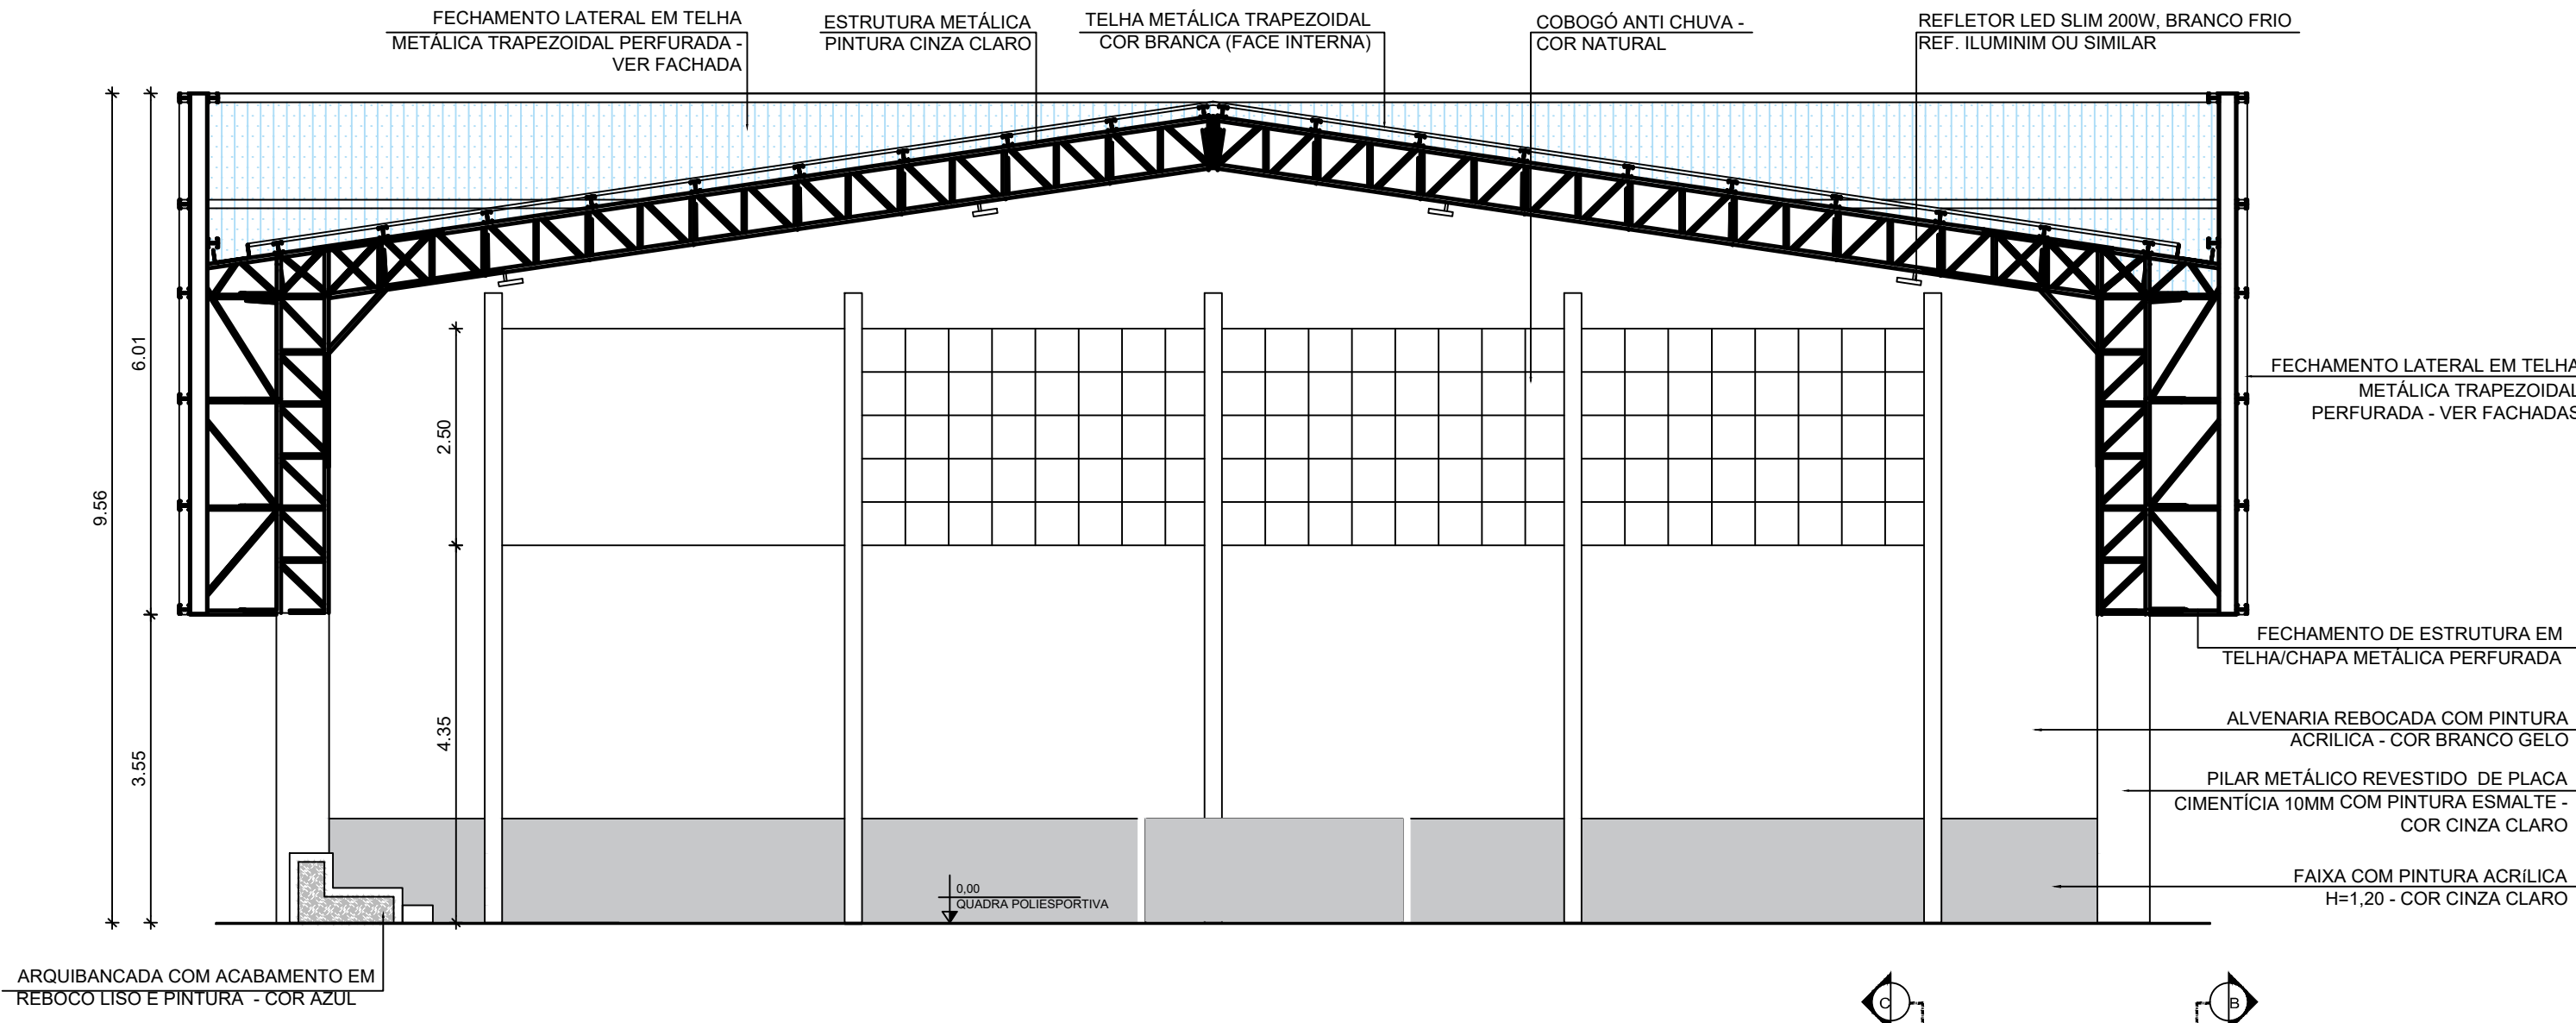 FECHAMENTO LATERAL EM TELHA
METÁLICA TRAPEZOIDAL PERFURADA -
VER FACHADA
ESTRUTURA METÁLICA
PINTURA CINZA CLARO
TELHA METÁLICA TRAPEZOIDAL
COR BRANCA (FACE INTERNA)
COBOGÓ ANTI CHUVA -
COR NATURAL
REFLETOR LED SLIM 200W, BRANCO FRIO
REF. ILUMINIM OU SIMILAR
6.01
9.56
3.55
2.50
4.35
FECHAMENTO LATERAL EM TELHA
METÁLICA TRAPEZOIDAL
PERFURADA - VER FACHADAS
FECHAMENTO DE ESTRUTURA EM
TELHA/CHAPA METÁLICA PERFURADA
ALVENARIA REBOCADA COM PINTURA
ACRILICA - COR BRANCO GELO
PILAR METÁLICO REVESTIDO DE PLACA
CIMENTÍCIA 10MM COM PINTURA ESMALTE -
COR CINZA CLARO
FAIXA COM PINTURA ACRíLICA
H=1,20 - COR CINZA CLARO
0,00
QUADRA POLIESPORTIVA
ARQUIBANCADA COM ACABAMENTO EM
REBOCO LISO E PINTURA - COR AZUL
C
B